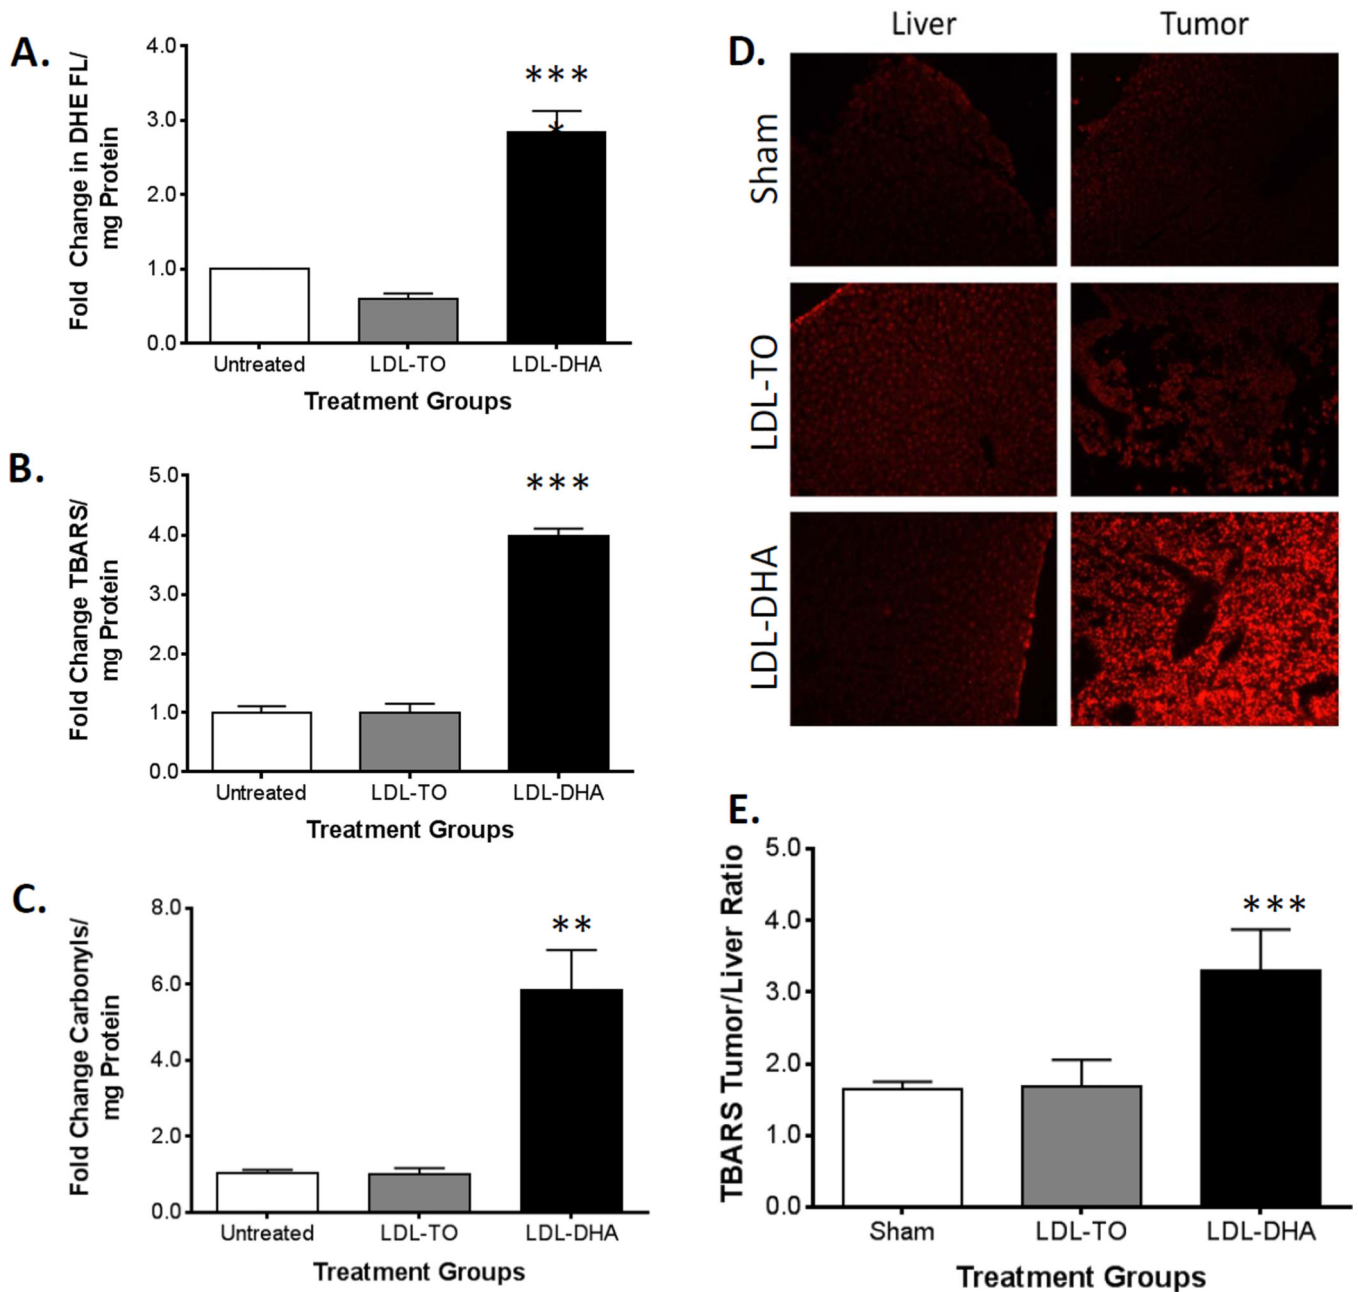 A.
Fold Change in DHE FL/
mg Protein
4.0
3.0
2.0
1.0
0.0
***
*
Untreated
LDL-TO
LDL-DHA
Treatment Groups
B.
Fold Change TBARS/
mg Protein
5.0
4.0
3.0
2.0
1.0
0.0
***
Untreated
LDL-TO
LDL-DHA
Treatment Groups
C.
Fold Change Carbonyls/
mg Protein
8.0
6.0
4.0
2.0
0.0
**
Untreated
LDL-TO
LDL-DHA
Treatment Groups
D.
Liver
Tumor
Sham
LDL-TO
LDL-DHA
E.
TBARS Tumor/Liver Ratio
5.0
4.0
3.0
2.0
1.0
0.0
***
Sham
LDL-TO
LDL-DHA
Treatment Groups